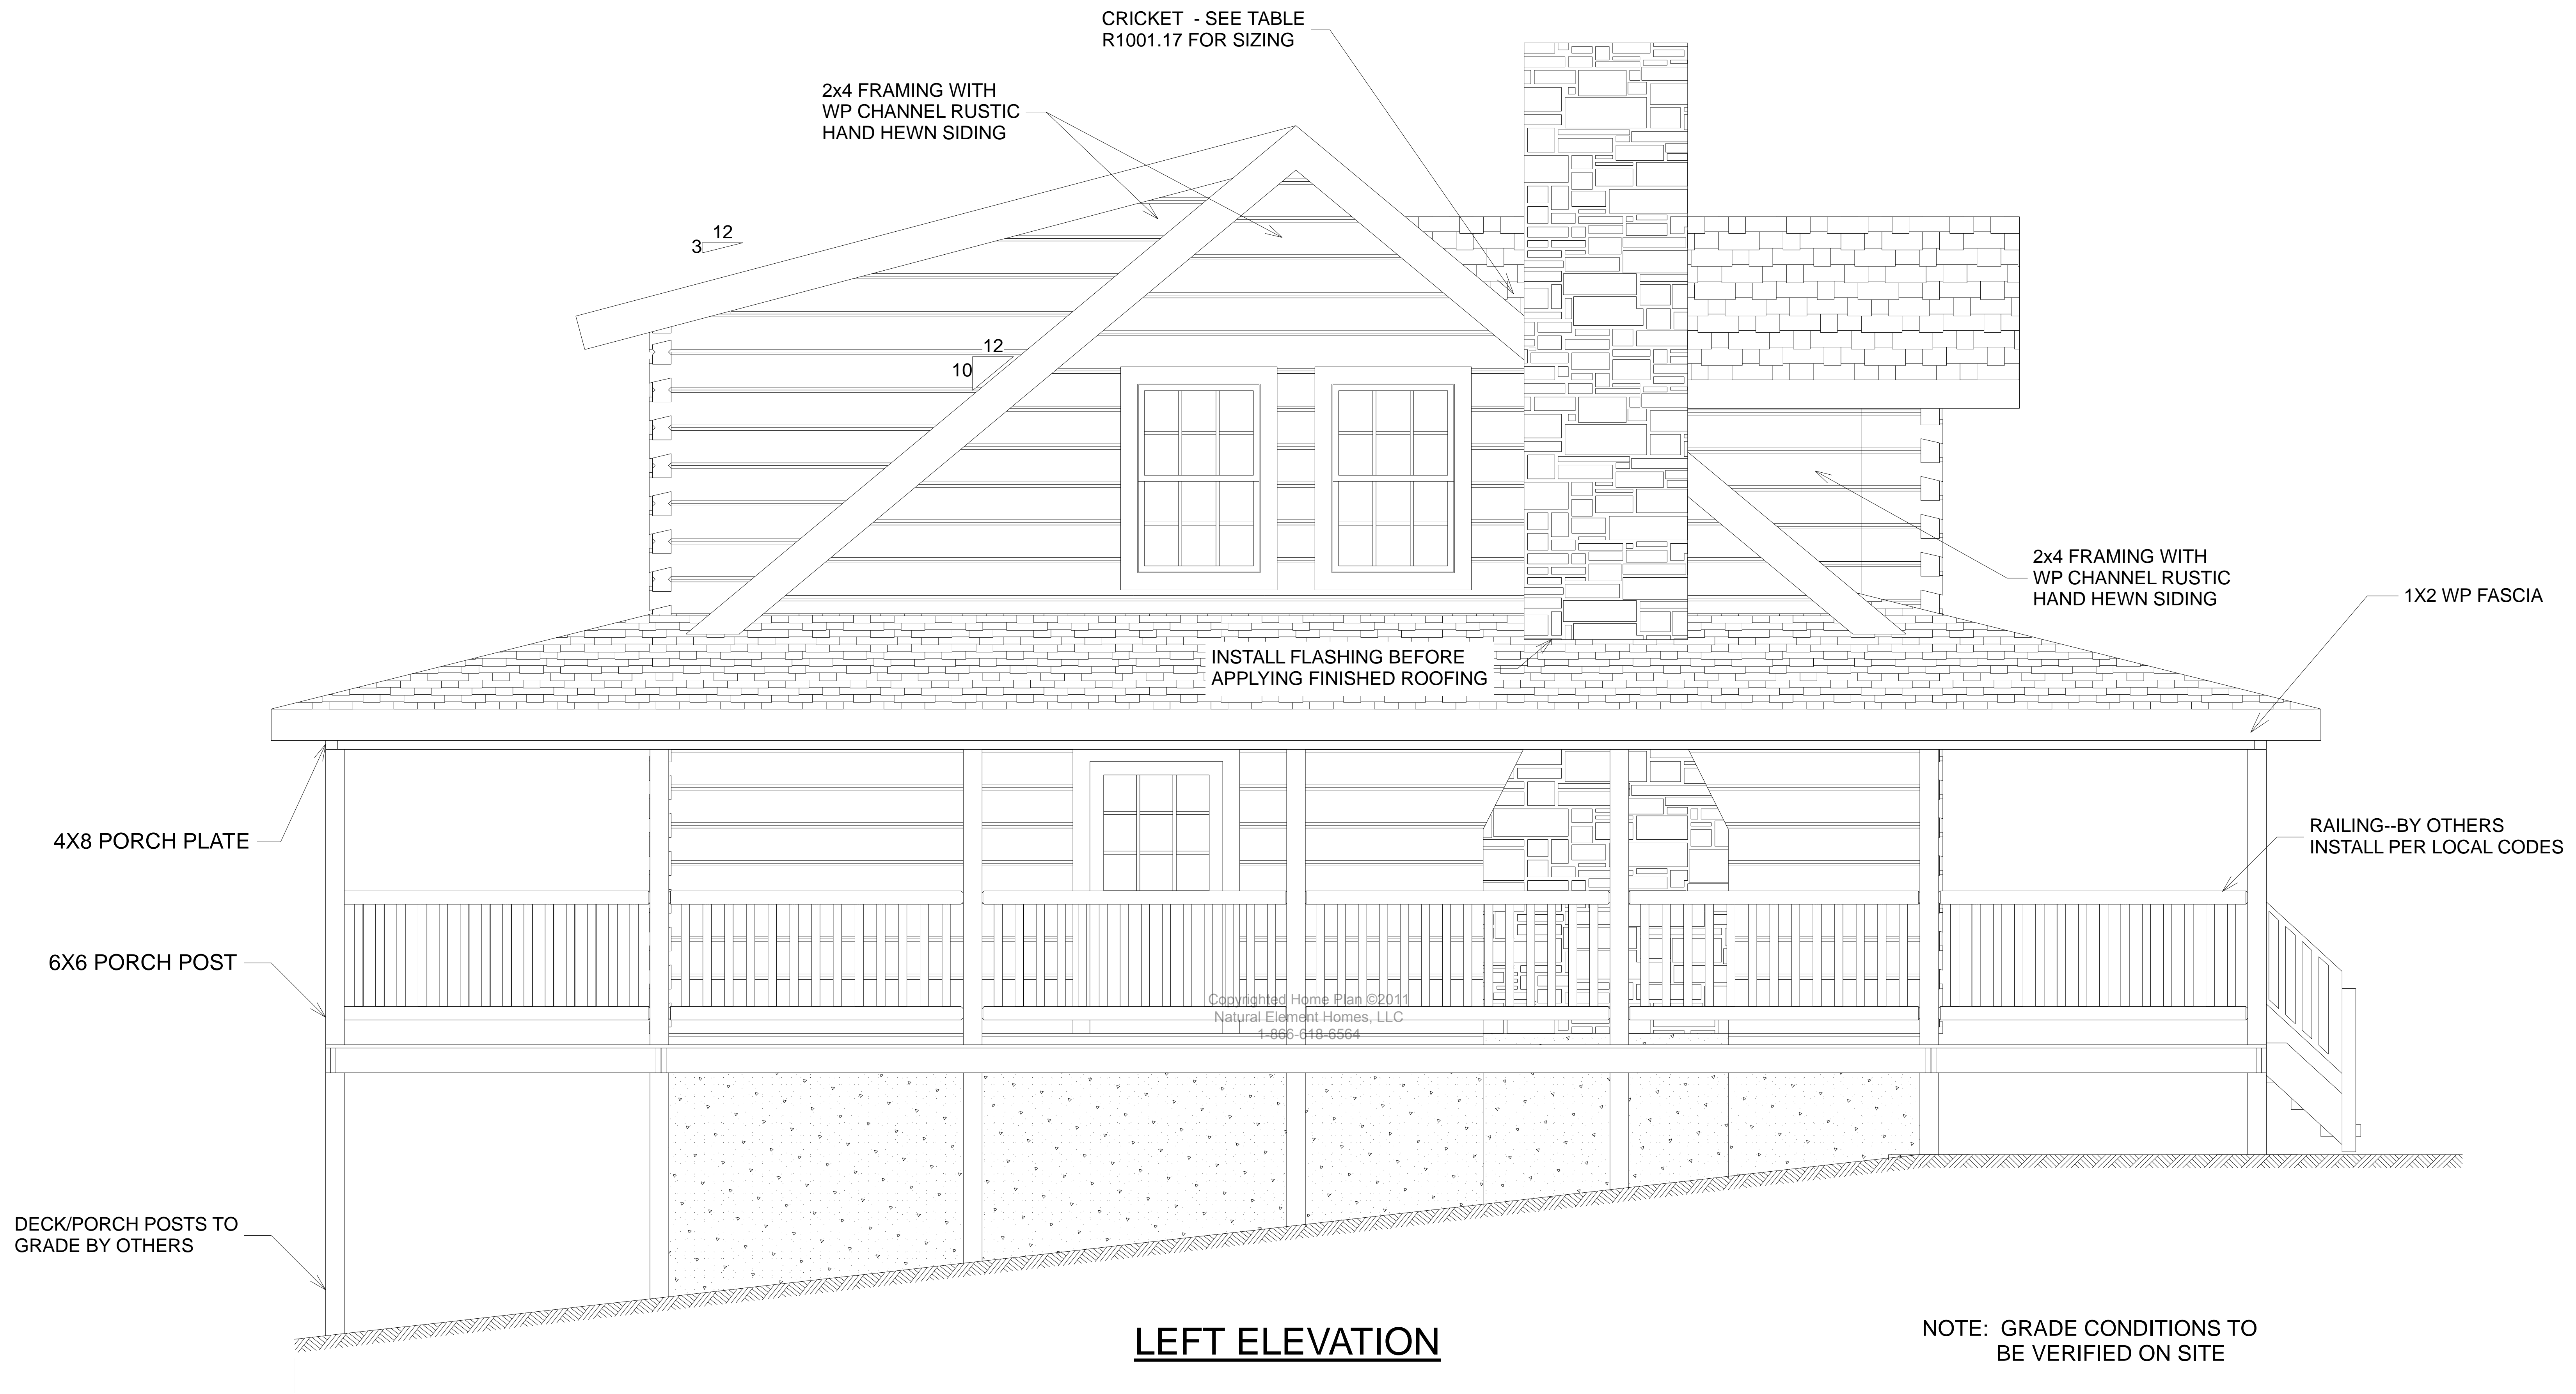 CRICKET - SEE TABLE
R1001.17 FOR SIZING
2x4 FRAMING WITH
WP CHANNEL RUSTIC
HAND HEWN SIDING
12
3
12
10
2x4 FRAMING WITH
WP CHANNEL RUSTIC
HAND HEWN SIDING
1X2 WP FASCIA
INSTALL FLASHING BEFORE
APPLYING FINISHED ROOFING
4X8 PORCH PLATE
RAILING--BY OTHERS
INSTALL PER LOCAL CODES
6X6 PORCH POST
Copyrighted Home Plan ©2011
Natural Element Homes, LLC
1-866-618-6564
DECK/PORCH POSTS TO
GRADE BY OTHERS
LEFT ELEVATION
NOTE: GRADE CONDITIONS TO
BE VERIFIED ON SITE